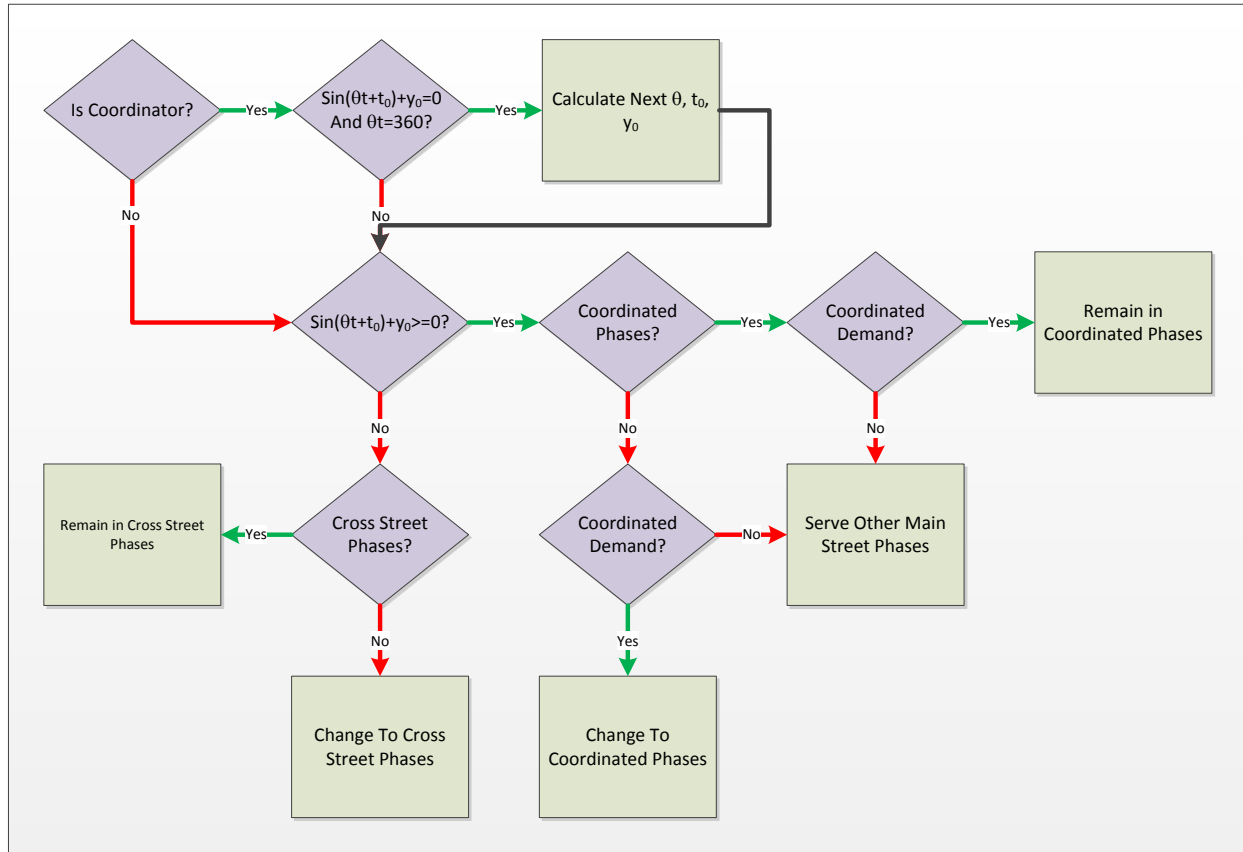 Is Coordinator?
Yes
Sin(θt+t₀)+y₀=0
And θt=360?
Yes
Calculate Next θ, t₀,
y₀
No
No
Sin(θt+t₀)+y₀>=0?
Yes
Coordinated
Phases?
Yes
Coordinated
Demand?
Yes
Remain in
Coordinated Phases
No
No
No
Remain in Cross Street
Phases
Yes
Cross Street
Phases?
Coordinated
Demand?
No
Serve Other Main
Street Phases
No
Yes
Change To Cross
Street Phases
Change To
Coordinated Phases